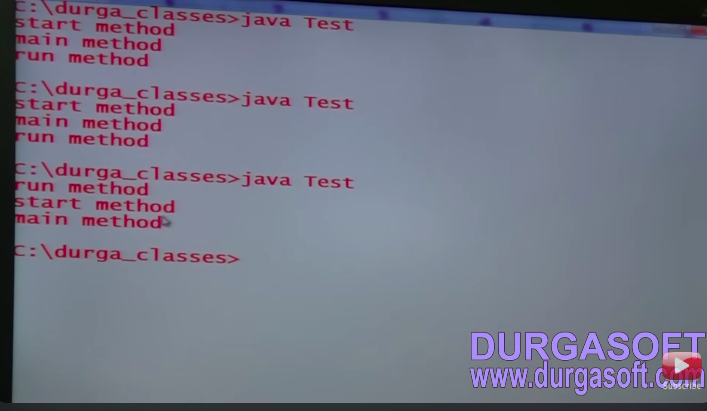 C:\durga_classes>java Test
start method
main method
run method
C:\durga_classes>java Test
start method
main method
run method
C:\durga_classes>java Test
run method
start method
main method
C:\durga_classes>
DURGASOFT
www.durgasoft.com
SUBSCRIBE